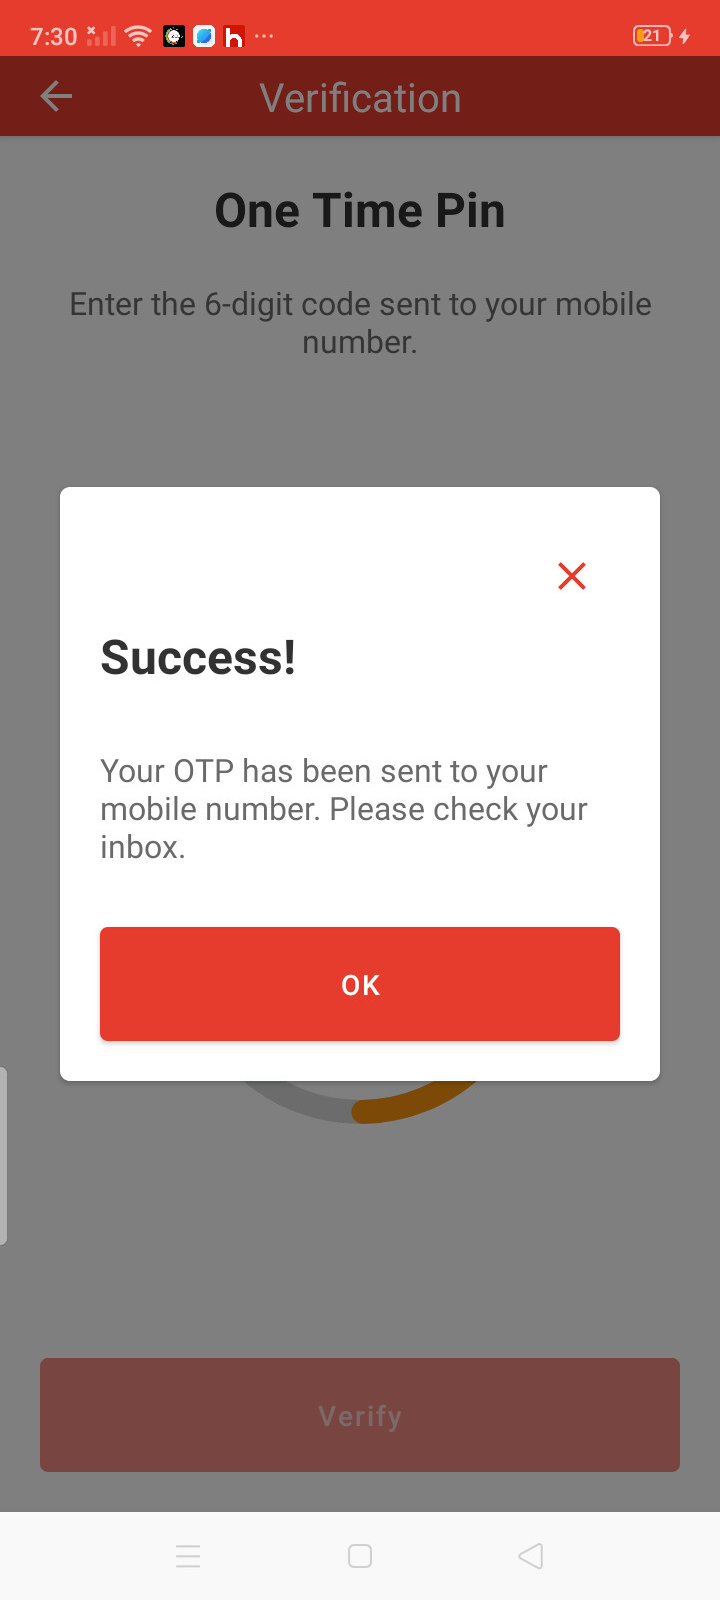 7:30
21
Verification
One Time Pin
Enter the 6-digit code sent to your mobile
number.
Success!
Your OTP has been sent to your
mobile number. Please check your
inbox.
OK
Verify